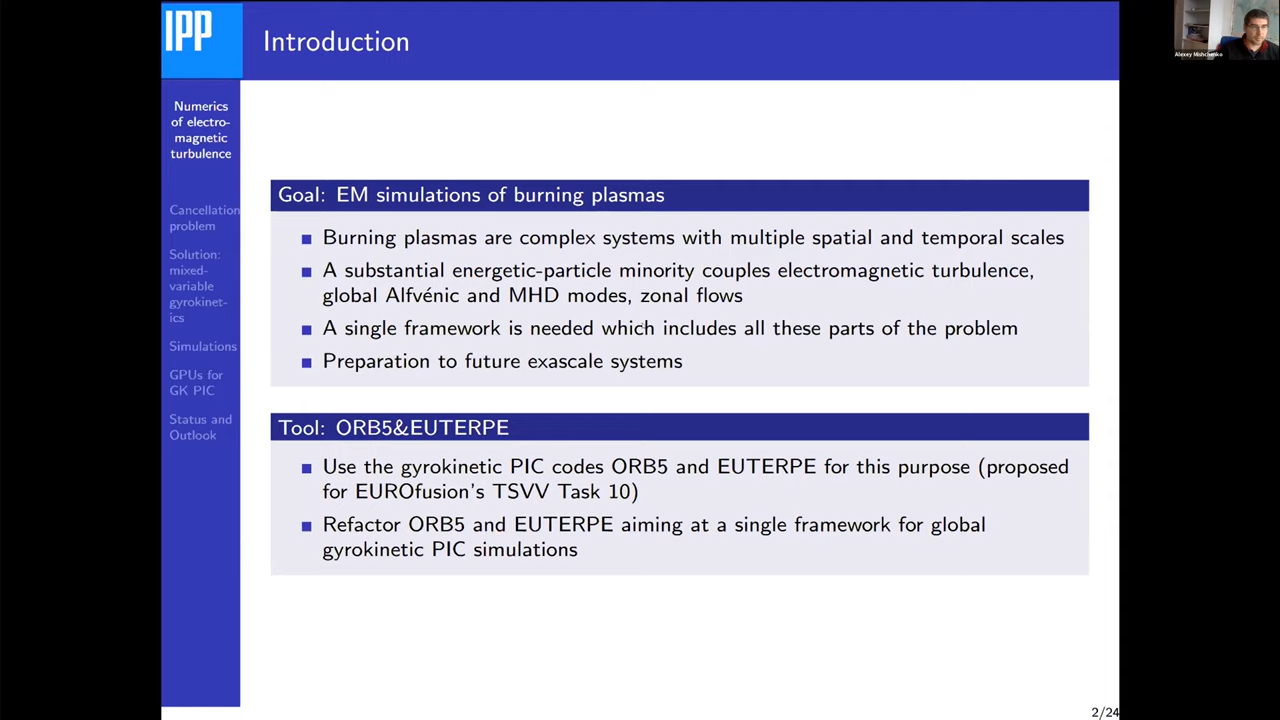 IPP
Introduction
Alexey Mishchenko
Numerics
of electro-
magnetic
turbulence
Cancellation
problem
Solution:
mixed-
variable
gyrokinet-
ics
Simulations
GPUs for
GK PIC
Status and
Outlook
Goal: EM simulations of burning plasmas
Burning plasmas are complex systems with multiple spatial and temporal scales
A substantial energetic-particle minority couples electromagnetic turbulence,
global Alfvénic and MHD modes, zonal flows
A single framework is needed which includes all these parts of the problem
Preparation to future exascale systems
Tool: ORB5&EUTERPE
Use the gyrokinetic PIC codes ORB5 and EUTERPE for this purpose (proposed
for EUROfusion's TSVV Task 10)
Refactor ORB5 and EUTERPE aiming at a single framework for global
gyrokinetic PIC simulations
2/24